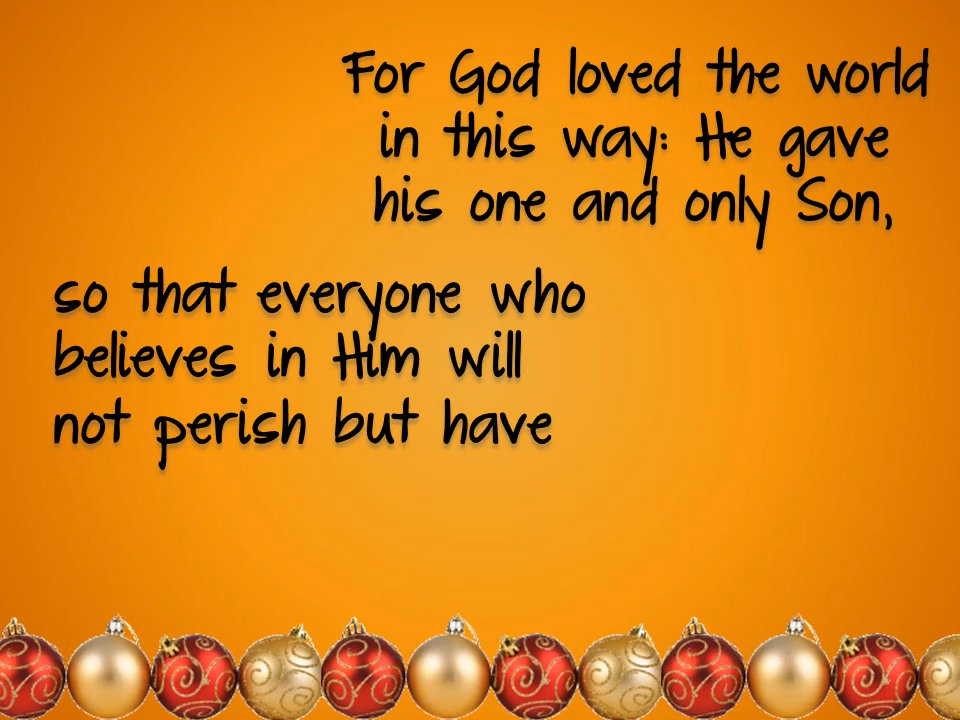 For God loved the world
in this way: He gave
his one and only Son,
so that everyone who
believes in Him will
not perish but have